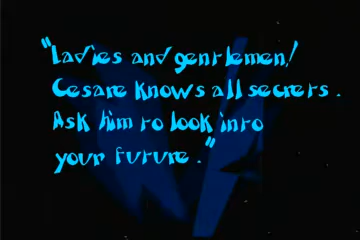 "Ladies and gentlemen!
Cesare knows all secrets.
Ask him to look into
your future."